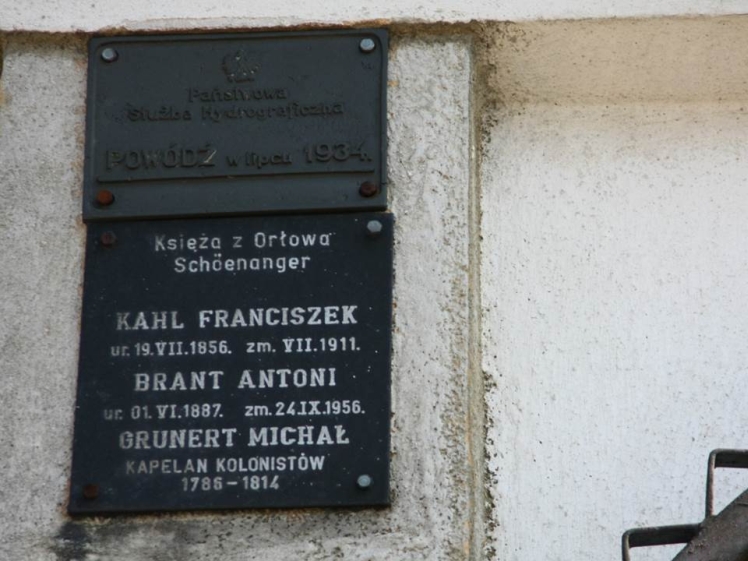 Państwowa
Służba Hydrograficzna
POWÓDŹ w lipcu 1934r.
Księża z Orłowa
Schöenanger
KAHL FRANCISZEK
ur. 19.VII.1856. zm. VII.1911.
BRANT ANTONI
ur. 01.VI.1887. zm. 24.IX.1956.
GRUNERT MICHAŁ
KAPELAN KOLONISTÓW
1786-1814